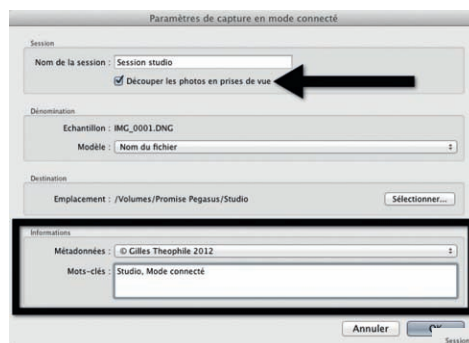 Paramètres de capture en mode connecté
Session
Nom de la session : Session studio
Découper les photos en prises de vue
Dénomination
Echantillon : IMG_0001.DNG
Modèle : Nom du fichier
Destination
Emplacement : /Volumes/Promise Pegasus/Studio Sélectionner...
Informations
Métadonnées : © Gilles Theophile 2012
Mots-clés : Studio, Mode connecté
Annuler OK
Session